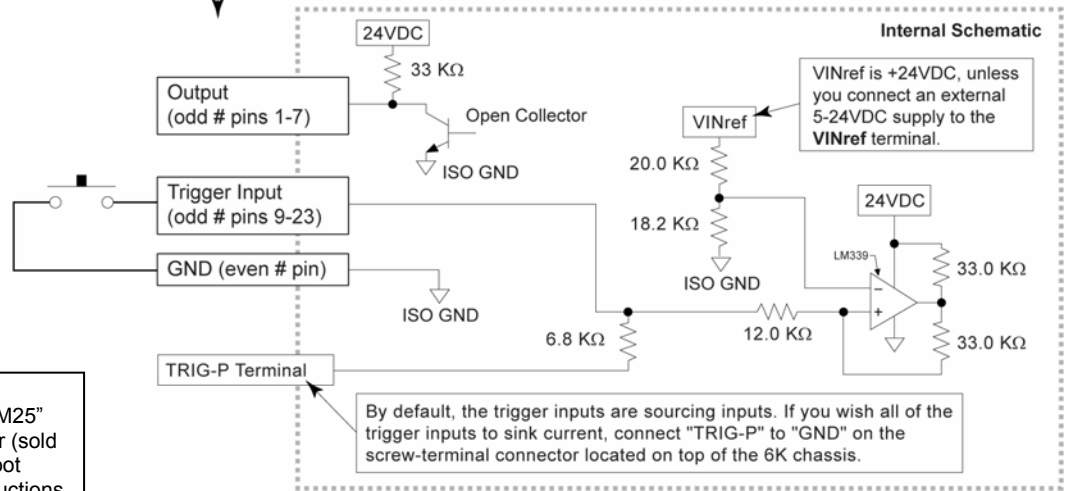 Internal Schematic
24VDC
33 KΩ
Output
(odd # pins 1-7)
Open Collector
ISO GND
VINref is +24VDC, unless
you connect an external
5-24VDC supply to the
VINref terminal.
VINref
20.0 KΩ
18.2 KΩ
ISO GND
Trigger Input
(odd # pins 9-23)
GND (even # pin)
ISO GND
24VDC
LM339
33.0 KΩ
33.0 KΩ
12.0 KΩ
6.8 KΩ
TRIG-P Terminal
By default, the trigger inputs are sourcing inputs. If you wish all of the
trigger inputs to sink current, connect "TRIG-P" to "GND" on the
screw-terminal connector located on top of the 6K chassis.
M25”
r (sold
oot
uctions